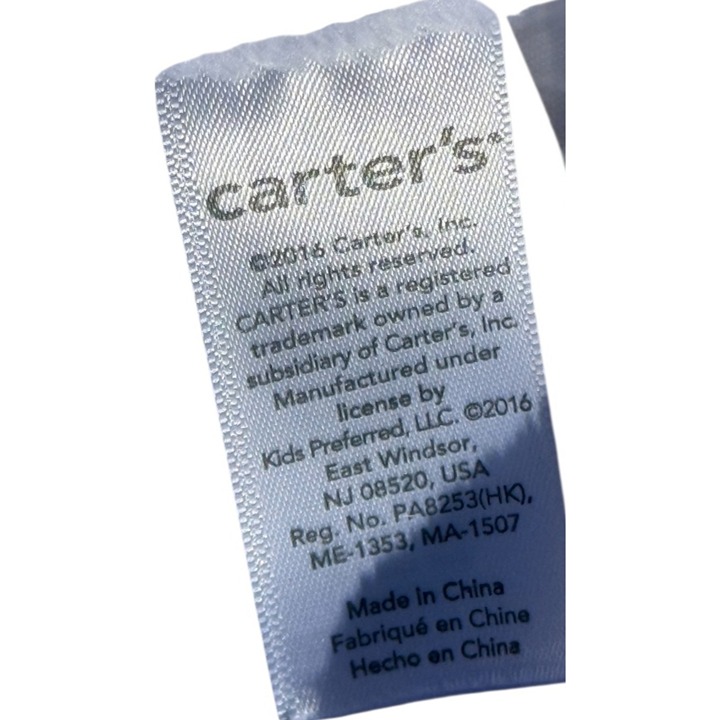 carter's®
©2016 Carter's, Inc.
All rights reserved.
CARTER'S is a registered
trademark owned by a
subsidiary of Carter's, Inc.
Manufactured under
license by
Kids Preferred, LLC. ©2016
East Windsor,
NJ 08520, USA
Reg. No. PA8253(HK),
ME-1353, MA-1507
Made in China
Fabriqué en Chine
Hecho en China